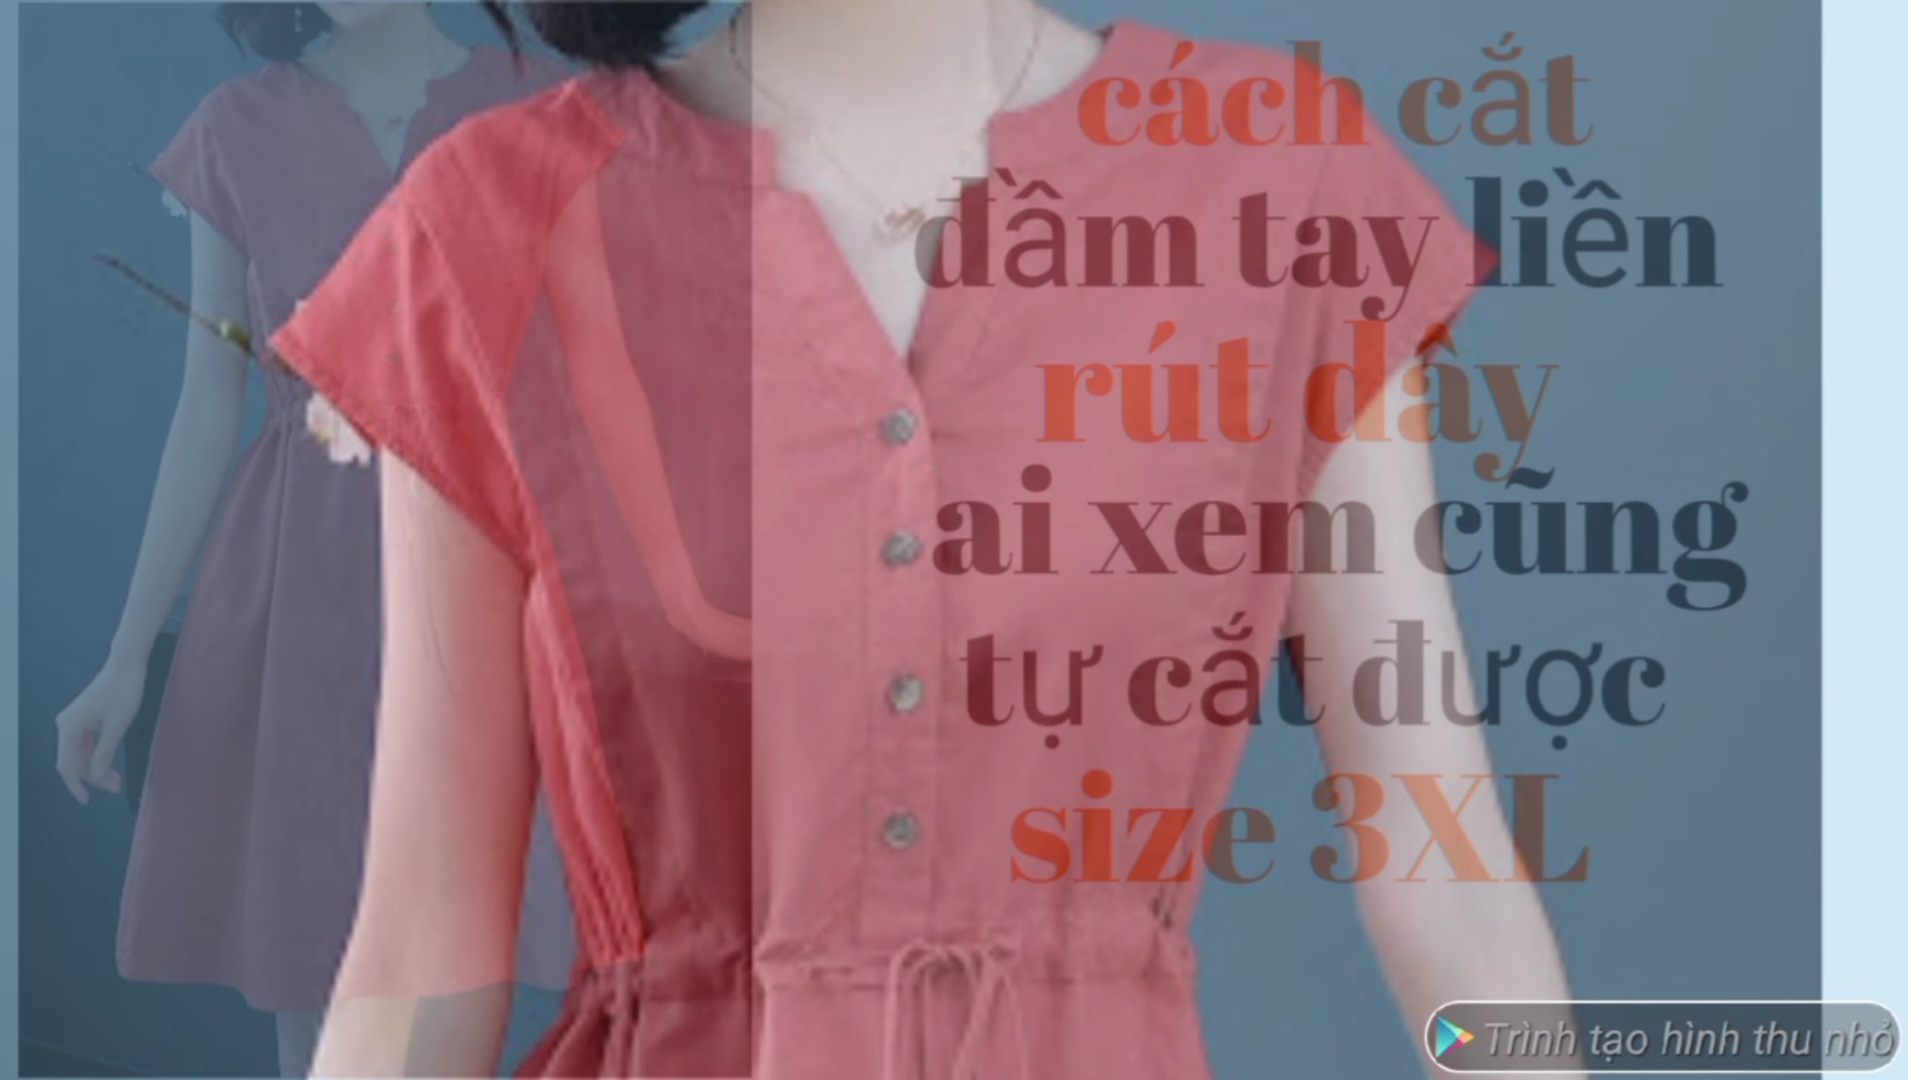 cách cắt
đầm tay liền
rút dây
ai xem cũng
tự cắt được
size 3XL
Trình tạo hình thu nhỏ